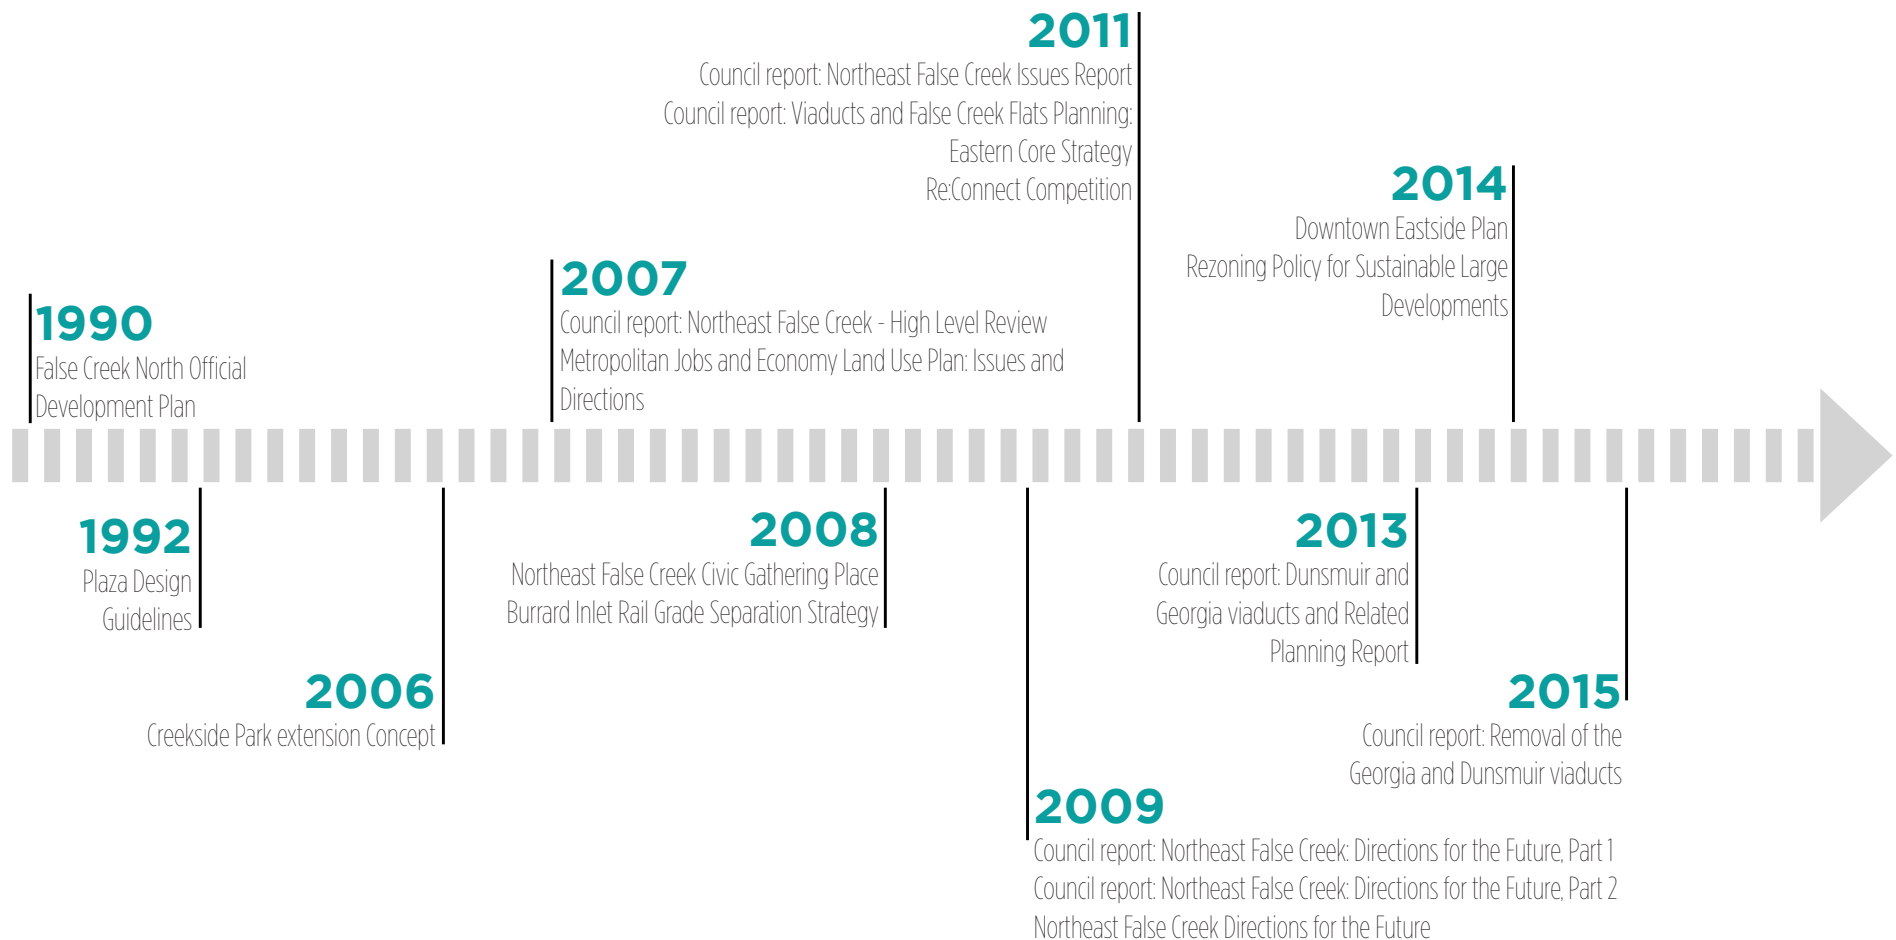 2011
Council report: Northeast False Creek Issues Report
Council report: Viaducts and False Creek Flats Planning:
Eastern Core Strategy
Re:Connect Competition
2014
Downtown Eastside Plan
Rezoning Policy for Sustainable Large
Developments
2007
Council report: Northeast False Creek - High Level Review
Metropolitan Jobs and Economy Land Use Plan: Issues and
Directions
1990
False Creek North Official
Development Plan
1992
Plaza Design
Guidelines
2006
Creekside Park extension Concept
2008
Northeast False Creek Civic Gathering Place
Burrard Inlet Rail Grade Separation Strategy
2013
Council report: Dunsmuir and
Georgia viaducts and Related
Planning Report
2015
Council report: Removal of the
Georgia and Dunsmuir viaducts
2009
Council report: Northeast False Creek: Directions for the Future, Part 1
Council report: Northeast False Creek: Directions for the Future, Part 2
Northeast False Creek Directions for the Future